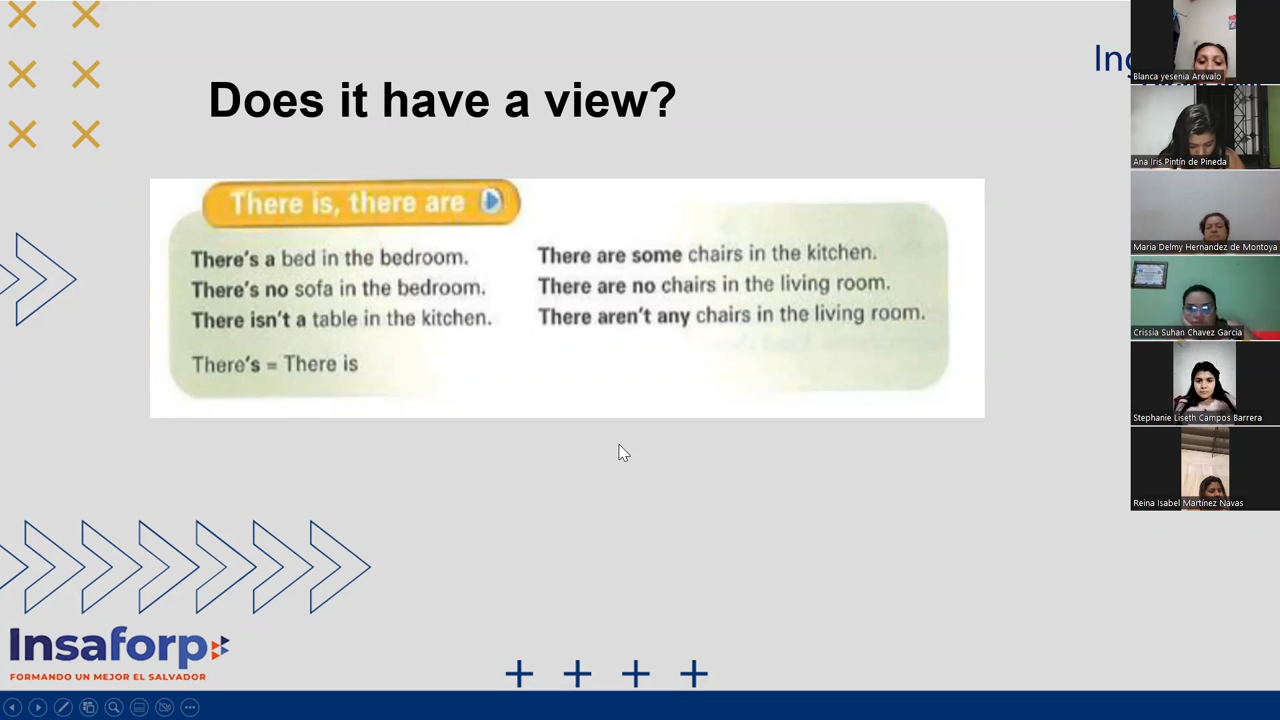 Does it have a view?
There is, there are
There's a bed in the bedroom.
There's no sofa in the bedroom.
There isn't a table in the kitchen.
There's = There is
There are some chairs in the kitchen.
There are no chairs in the living room.
There aren't any chairs in the living room.
Insaforp
FORMANDO UN MEJOR EL SALVADOR
Blanca yesenia Arevalo
Ana Iris Pintín de Pineda
Maria Delmy Hernandez de Montoya
Crissia Suhan Chavez Garcia
Stephanie Liseth Campos Barrera
Reina Isabel Martínez Navas